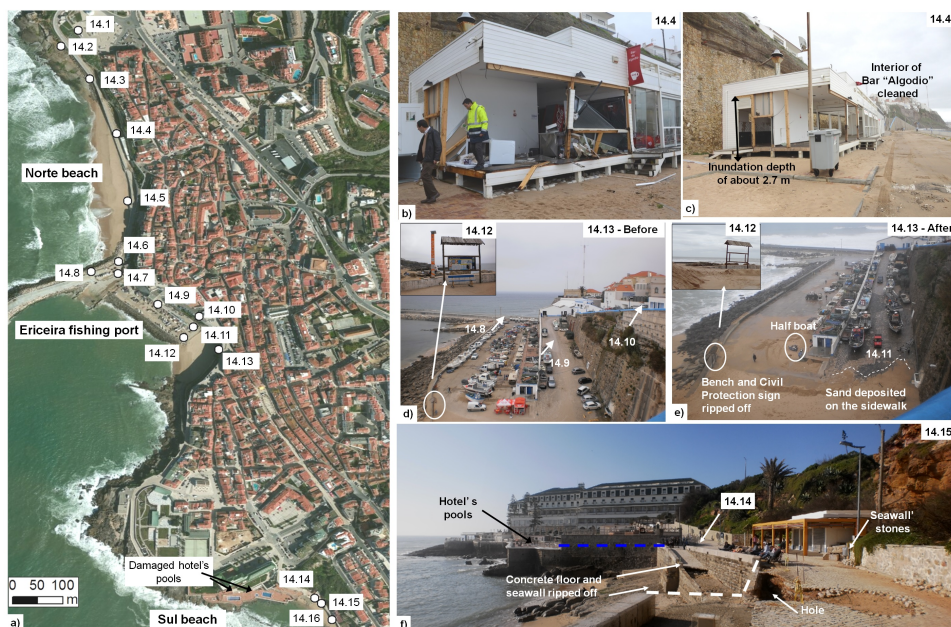 14.1
14.2
14.3
14.4
Norte beach
14.5
14.6
14.8
14.7
14.9
14.10
Ericeira fishing port
14.11
14.12
14.13
Damaged hotel's
pools
14.14
14.15
14.16
Sul beach
0 50 100
m
a)
14.4
b)
14.4
Interior of
Bar “Algodio”
cleaned
Inundation depth
of about 2.7 m
c)
14.12
14.13 - Before
14.8
14.9
14.10
d)
14.12
14.13 - After
Half boat
14.11
Bench and Civil
Protection sign
ripped off
Sand deposited
on the sidewalk
e)
14.15
Hotel's
pools
14.14
Seawall'
stones
Concrete floor and
seawall ripped off
Hole
f)